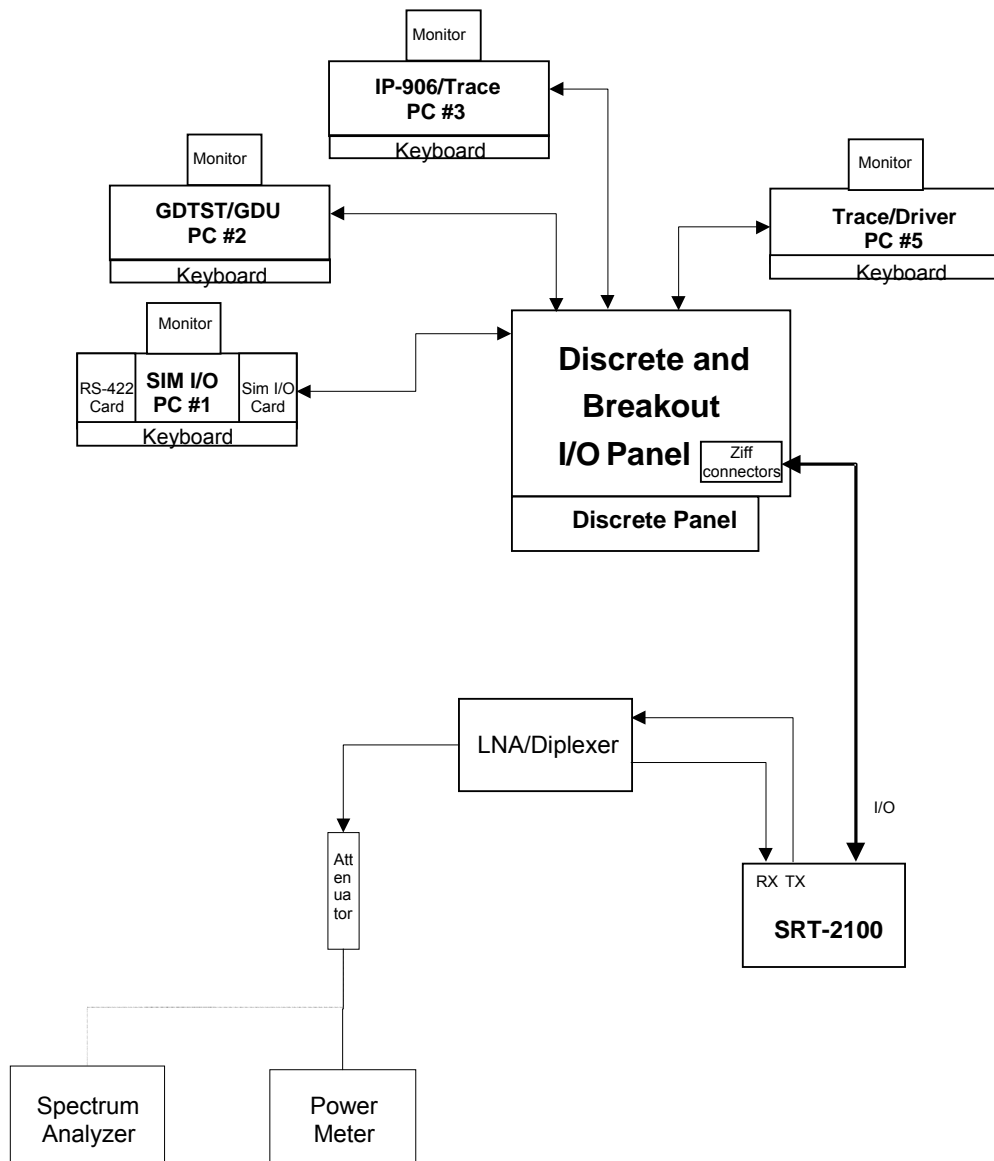 Monitor
IP-906/Trace
PC #3
Keyboard
Monitor
GDTST/GDU
PC #2
Keyboard
Monitor
Trace/Driver
PC #5
Keyboard
Monitor
RS-422
Card
SIM I/O
PC #1
Sim I/O
Card
Keyboard
Discrete and
Breakout
I/O Panel
Ziff
connectors
Discrete Panel
LNA/Diplexer
I/O
Att
en
ua
tor
RX TX
SRT-2100
Spectrum
Analyzer
Power
Meter